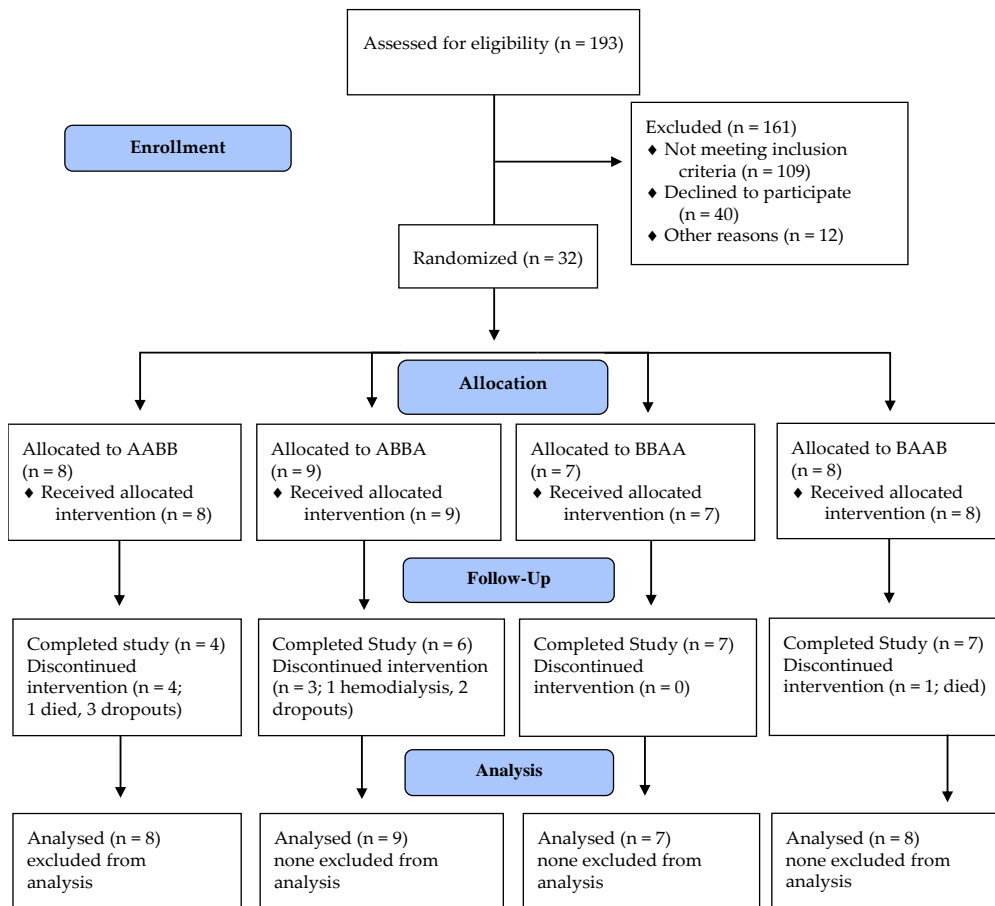 Assessed for eligibility (n = 193)
Enrollment
Excluded (n = 161)
♦ Not meeting inclusion
criteria (n = 109)
♦ Declined to participate
(n = 40)
♦ Other reasons (n = 12)
Randomized (n = 32)
Allocation
Allocated to AABB
(n = 8)
♦ Received allocated
intervention (n = 8)
Allocated to ABBA
(n = 9)
♦ Received allocated
intervention (n = 9)
Allocated to BBAA
(n = 7)
♦ Received allocated
intervention (n = 7)
Allocated to BAAB
(n = 8)
♦ Received allocated
intervention (n = 8)
Follow-Up
Completed study (n = 4)
Discontinued
intervention (n = 4;
1 died, 3 dropouts)
Completed Study (n = 6)
Discontinued intervention
(n = 3; 1 hemodialysis, 2
dropouts)
Completed Study (n = 7)
Discontinued
intervention (n = 0)
Completed Study (n = 7)
Discontinued
intervention (n = 1; died)
Analysis
Analysed (n = 8)
excluded from
analysis
Analysed (n = 9)
none excluded from
analysis
Analysed (n = 7)
none excluded from
analysis
Analysed (n = 8)
none excluded from
analysis